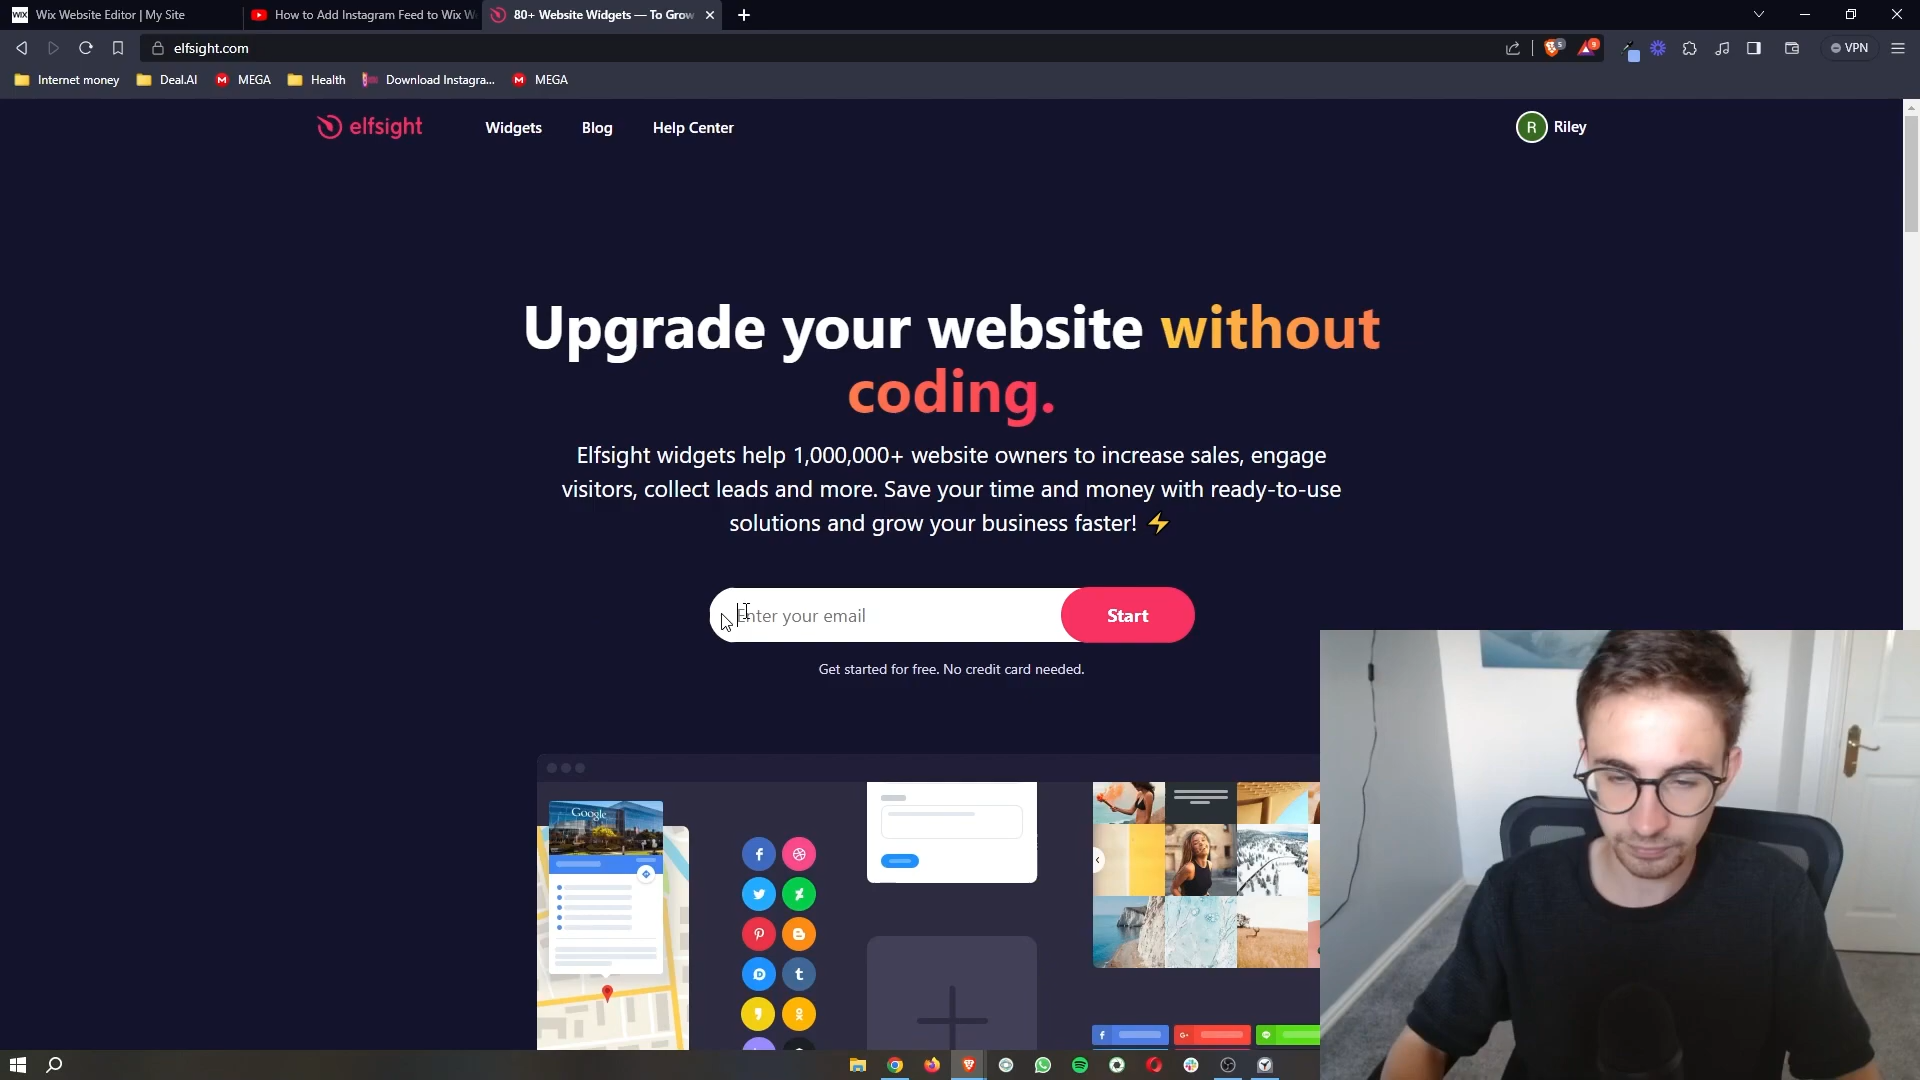 WIX Wix Website Editor | My Site
How to Add Instagram Feed to Wix W
80+ Website Widgets — To Grow
elfsight.com
5
9
VPN
Internet money
Deal.AI
M MEGA
Health
Download Instagra...
M MEGA
elfsight
Widgets
Blog
Help Center
R Riley
Upgrade your website without
coding.
Elfsight widgets help 1,000,000+ website owners to increase sales, engage
visitors, collect leads and more. Save your time and money with ready-to-use
solutions and grow your business faster! ⚡
Enter your email
Start
Get started for free. No credit card needed.
Google